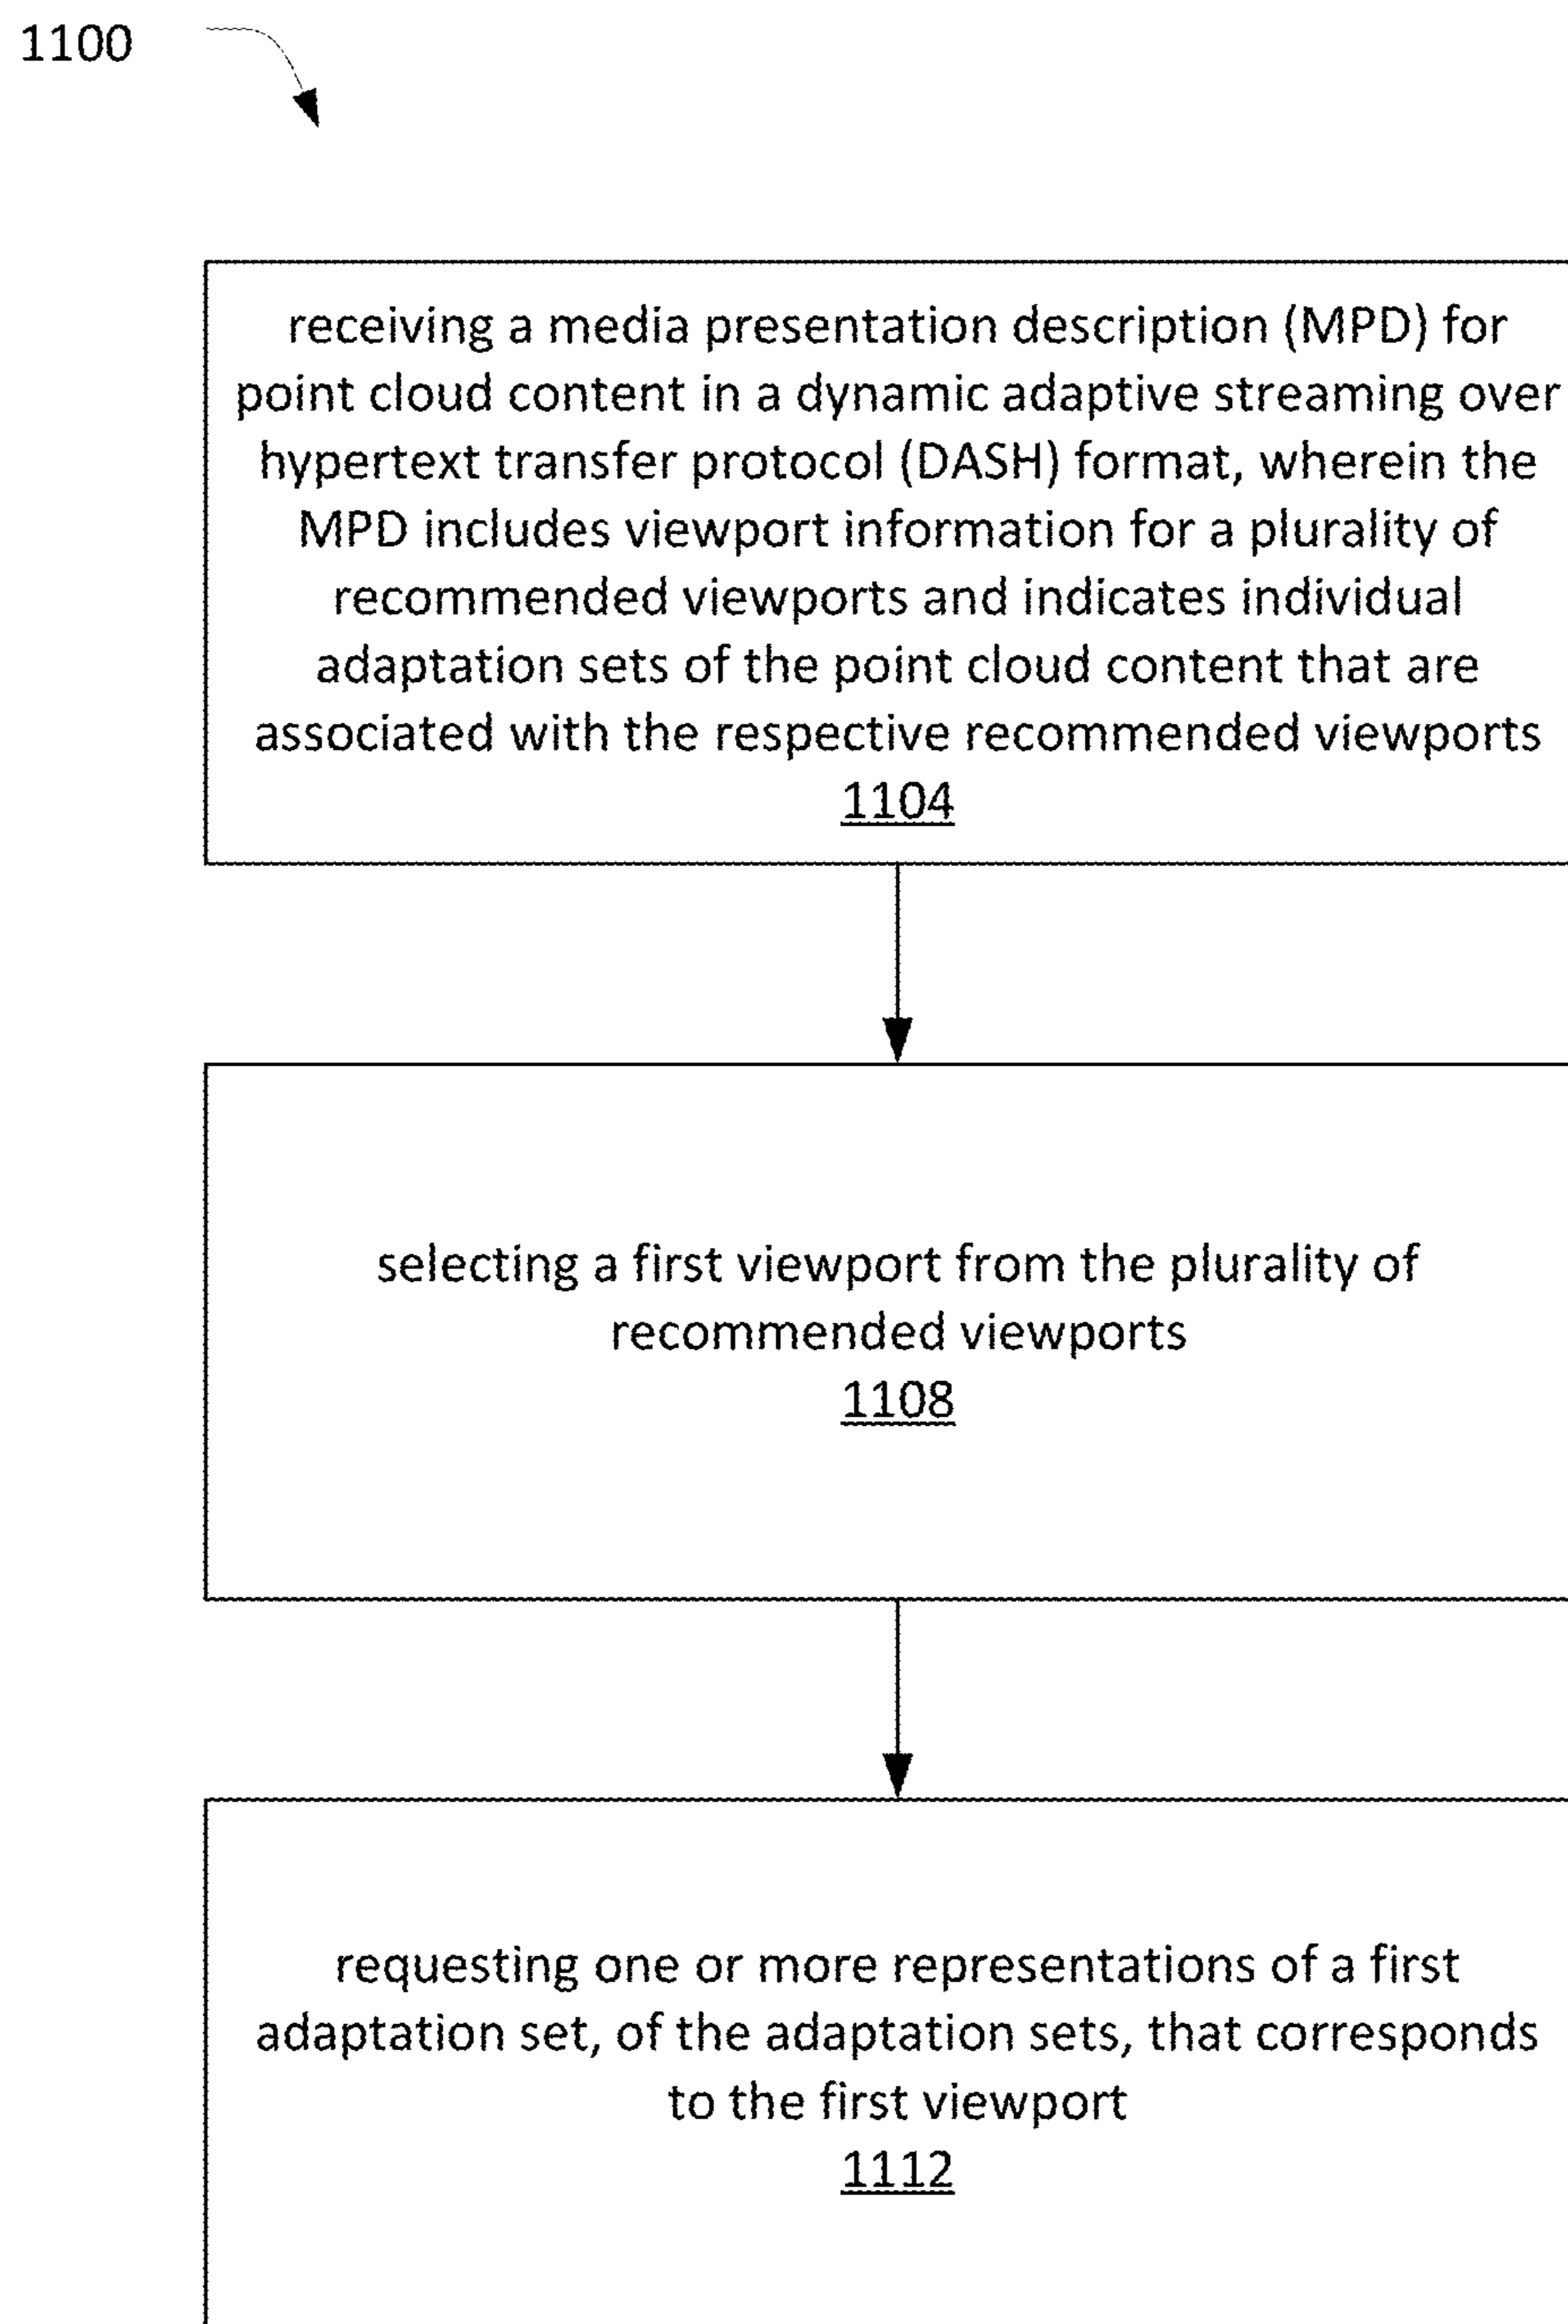 1100
receiving a media presentation description (MPD) for
point cloud content in a dynamic adaptive streaming over
hypertext transfer protocol (DASH) format, wherein the
MPD includes viewport information for a plurality of
recommended viewports and indicates individual
adaptation sets of the point cloud content that are
associated with the respective recommended viewports
1104
selecting a first viewport from the plurality of
recommended viewports
1108
requesting one or more representations of a first
adaptation set, of the adaptation sets, that corresponds
to the first viewport
1112